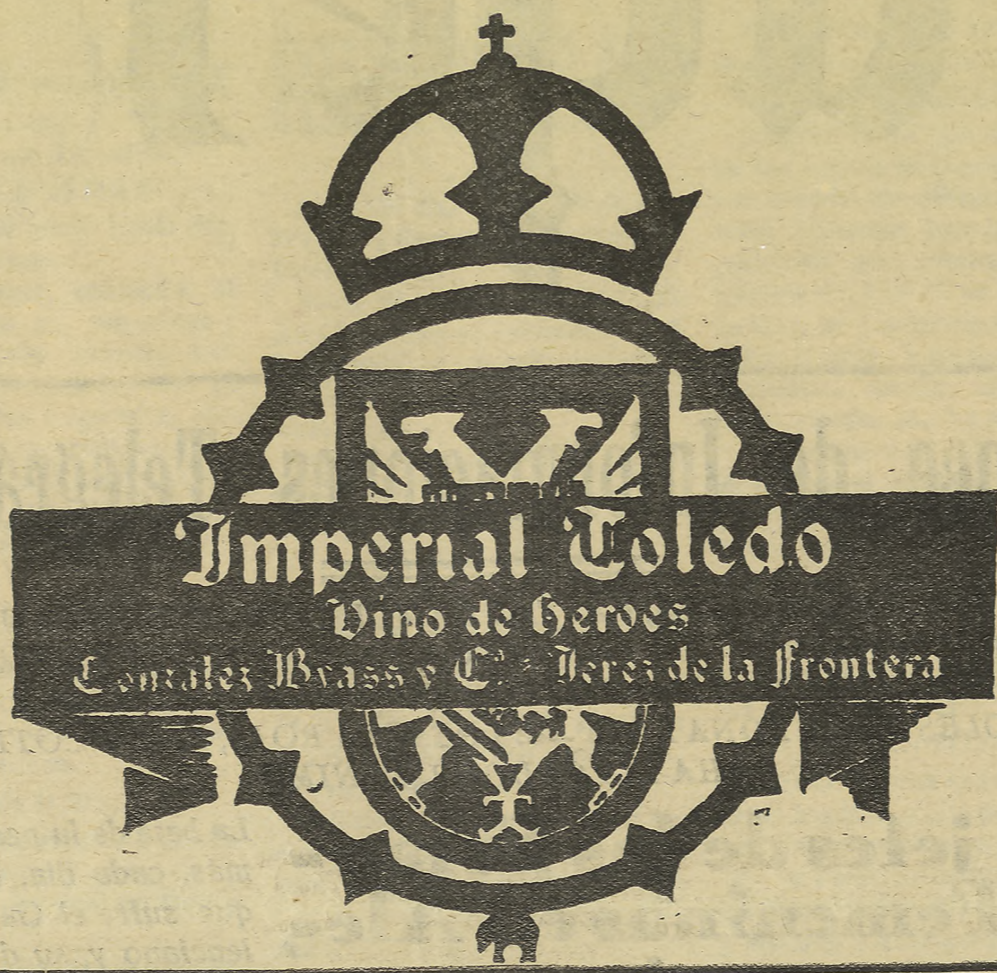 Imperial Toledo
Vino de Heroes
Gonzalez Byass y Cª - Jerez de la Frontera